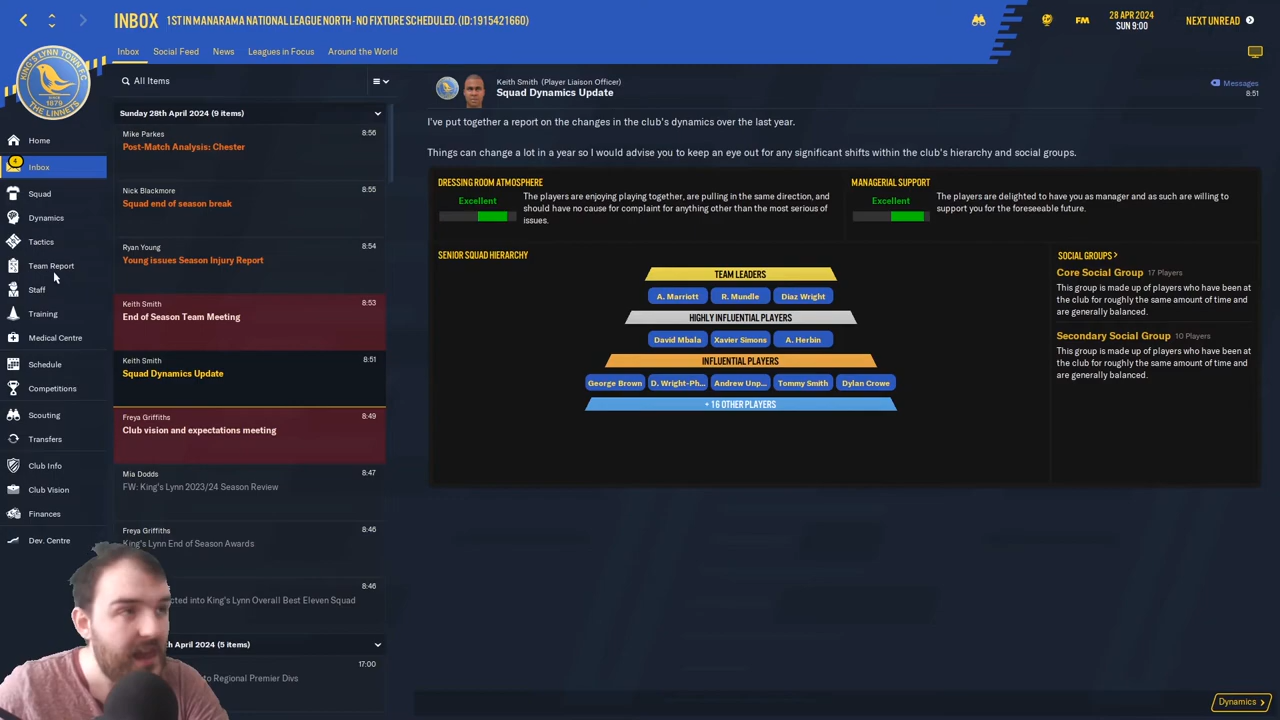 INBOX
1ST IN MANARAMA NATIONAL LEAGUE NORTH - NO FIXTURE SCHEDULED. (ID:1915421660)
FM
28 APR 2024
SUN 9:00
NEXT UNREAD
Inbox
Social Feed
News
Leagues in Focus
Around the World
KING'S LYNN TOWN F.C
SINCE
1879
THE LINNETS
Home
4
Inbox
Squad
Dynamics
Tactics
Team Report
Staff
Training
Medical Centre
Schedule
Competitions
Scouting
Transfers
Club Info
Club Vision
Finances
Dev. Centre
All Items
Sunday 28th April 2024 (9 items)
Mike Parkes 8:56
Post-Match Analysis: Chester
Nick Blackmore 8:55
Squad end of season break
Ryan Young 8:54
Young issues Season Injury Report
Keith Smith 8:53
End of Season Team Meeting
Keith Smith 8:51
Squad Dynamics Update
Freya Griffiths 8:49
Club vision and expectations meeting
Mia Dodds 8:47
FW: King's Lynn 2023/24 Season Review
Freya Griffiths 8:46
King's Lynn End of Season Awards
8:46
cted into King's Lynn Overall Best Eleven Squad
April 2024 (5 items)
17:00
to Regional Premier Divs
Keith Smith (Player Liaison Officer)
Squad Dynamics Update
Messages
8:51
I've put together a report on the changes in the club's dynamics over the last year.
Things can change a lot in a year so I would advise you to keep an eye out for any significant shifts within the club's hierarchy and social groups.
DRESSING ROOM ATMOSPHERE
Excellent
The players are enjoying playing together, are pulling in the same direction, and
should have no cause for complaint for anything other than the most serious of
issues.
MANAGERIAL SUPPORT
Excellent
The players are delighted to have you as manager and as such are willing to
support you for the foreseeable future.
SENIOR SQUAD HIERARCHY
TEAM LEADERS
A. Marriott R. Mundle Diaz Wright
HIGHLY INFLUENTIAL PLAYERS
David Mbala Xavier Simons A. Herbin
INFLUENTIAL PLAYERS
George Brown D. Wright-Ph... Andrew Unp... Tommy Smith Dylan Crowe
+ 16 OTHER PLAYERS
SOCIAL GROUPS >
Core Social Group 17 Players
This group is made up of players who have been at
the club for roughly the same amount of time and
are generally balanced.
Secondary Social Group 10 Players
This group is made up of players who have been at
the club for roughly the same amount of time and
are generally balanced.
Dynamics >